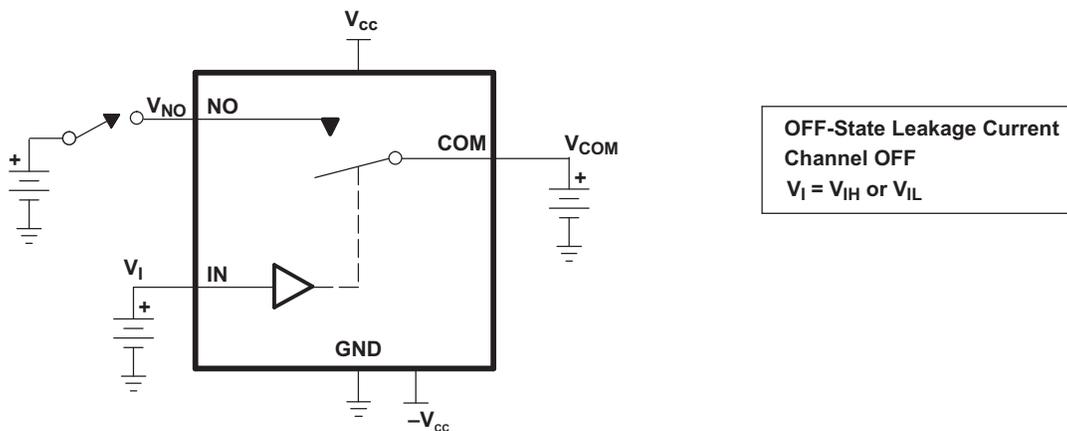 Vcc
VNO NO
COM VCOM
+
+
VI IN
+
GND
–Vcc
OFF-State Leakage Current
Channel OFF
VI = VIH or VIL